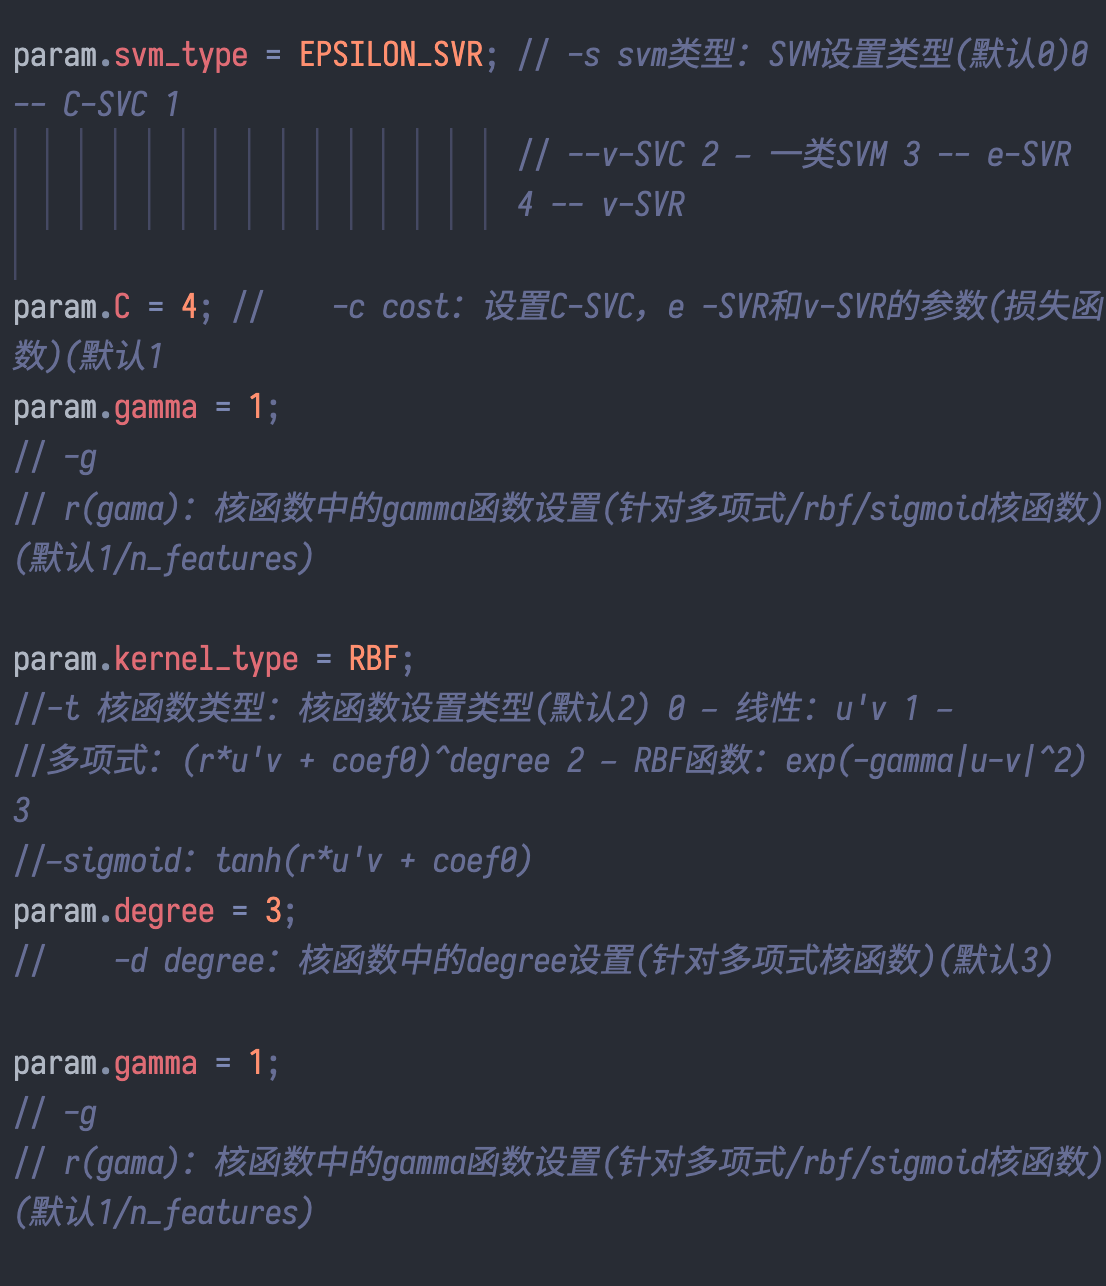 param.svm_type = EPSILON_SVR; // -s svm类型：SVM设置类型(默认0)0
-- C-SVC 1
// --v-SVC 2 – 一类SVM 3 -- e-SVR
4 -- v-SVR
param.C = 4; //    -c cost：设置C-SVC，e -SVR和v-SVR的参数(损失函
数)(默认1
param.gamma = 1;
// -g
// r(gama)：核函数中的gamma函数设置(针对多项式/rbf/sigmoid核函数)
(默认1/n_features)
param.kernel_type = RBF;
//-t 核函数类型：核函数设置类型(默认2) 0 – 线性：u'v 1 –
//多项式：(r*u'v + coef0)^degree 2 – RBF函数：exp(-gamma|u-v|^2)
3
//–sigmoid：tanh(r*u'v + coef0)
param.degree = 3;
//    -d degree：核函数中的degree设置(针对多项式核函数)(默认3)
param.gamma = 1;
// -g
// r(gama)：核函数中的gamma函数设置(针对多项式/rbf/sigmoid核函数)
(默认1/n_features)